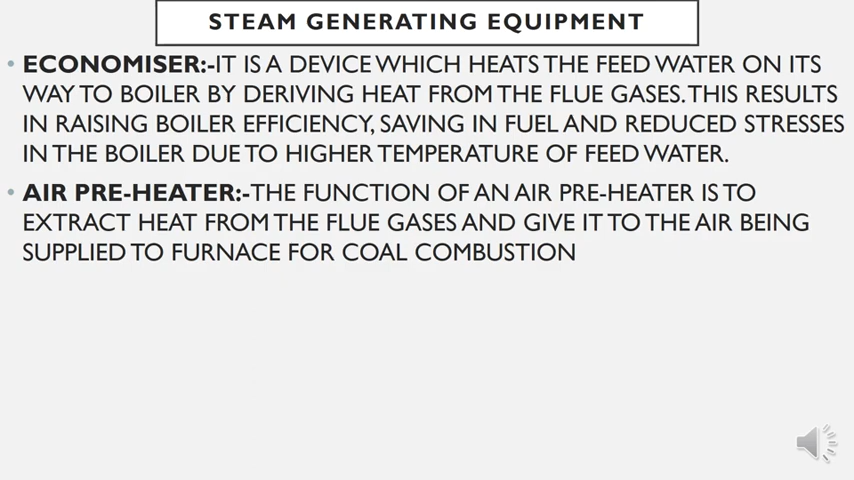 STEAM GENERATING EQUIPMENT
• ECONOMISER:-IT IS A DEVICE WHICH HEATS THE FEED WATER ON ITS
WAY TO BOILER BY DERIVING HEAT FROM THE FLUE GASES. THIS RESULTS
IN RAISING BOILER EFFICIENCY, SAVING IN FUEL AND REDUCED STRESSES
IN THE BOILER DUE TO HIGHER TEMPERATURE OF FEED WATER.
• AIR PRE-HEATER:-THE FUNCTION OF AN AIR PRE-HEATER IS TO
EXTRACT HEAT FROM THE FLUE GASES AND GIVE IT TO THE AIR BEING
SUPPLIED TO FURNACE FOR COAL COMBUSTION